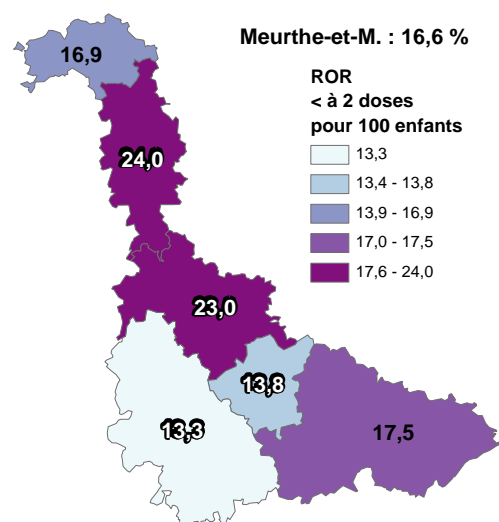 Meurthe-et-M. : 16,6 %
16,9
ROR
< à 2 doses
pour 100 enfants
13,3
13,4 - 13,8
13,9 - 16,9
17,0 - 17,5
17,6 - 24,0
24,0
23,0
13,8
13,3
17,5